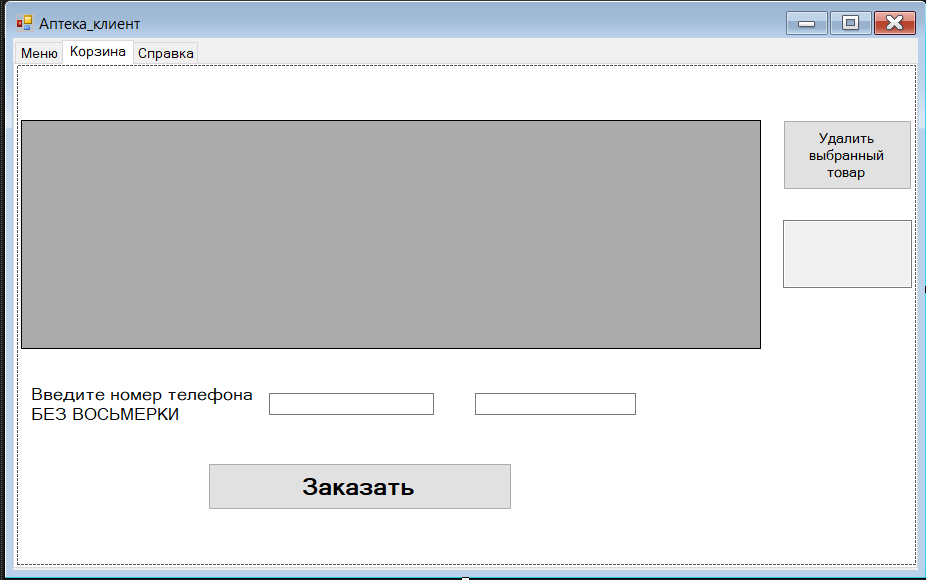 Аптека_клиент
Меню Корзина Справка
Удалить
выбранный
товар
Введите номер телефона
БЕЗ ВОСЬМЕРКИ
Заказать